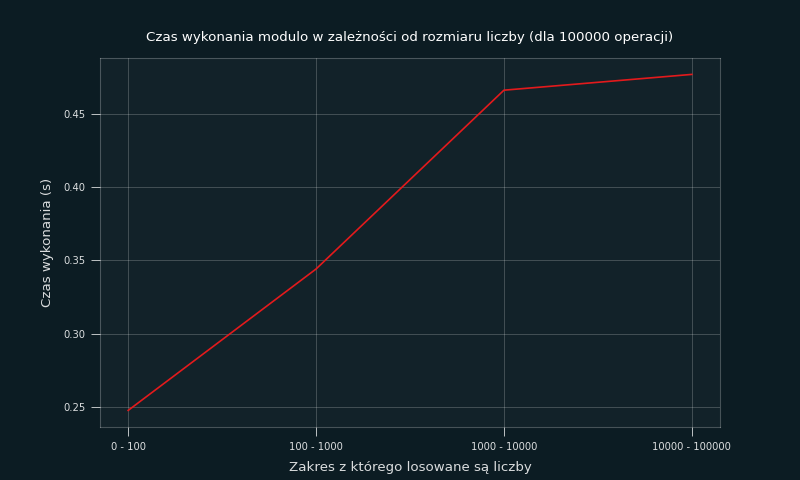 Czas wykonania modulo w zależności od rozmiaru liczby (dla 100000 operacji)
Czas wykonania (s)
0.45
0.40
0.35
0.30
0.25
0 - 100
100 - 1000
1000 - 10000
10000 - 100000
Zakres z którego losowane są liczby